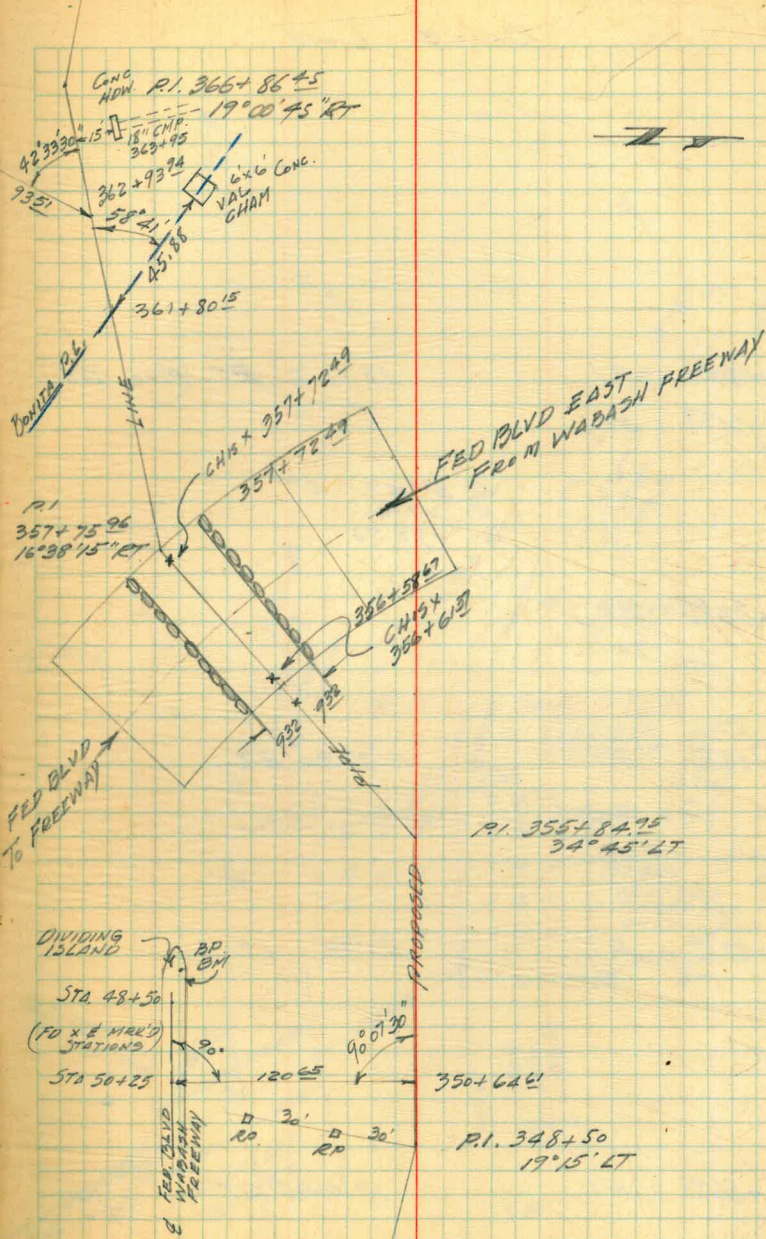 CONC
HDW.
P.I. 366+86.45
19°00'45" RT
42°33'30"
15'
18" CMP.
363+95
93.51
362+93.94
6'x6' CONC.
VAL
CHAM
58°41'
45.88
361+80.15
BONITA P.L.
LINE
CHIS X 357+72.49
357+72.49
FED BLVD EAST
FROM WABASH FREEWAY
P.I
357+75.96
16°38'15" RT
356+58.67
CHIS X
356+61.37
9.32
9.32
PIPE
FED BLVD
TO FREEWAY
P.I. 355+84.95
34°45' LT
PROPOSED
DIVIDING
ISLAND
BP.
BM
STA. 48+50
(FD X & MRK'D
STATIONS)
90°
90°07'30"
STA 50+25
120.65
350+64.61
30'
30'
RP
RP
P.I. 348+50
19°15' LT
FED. BLVD
WABASH
FREEWAY